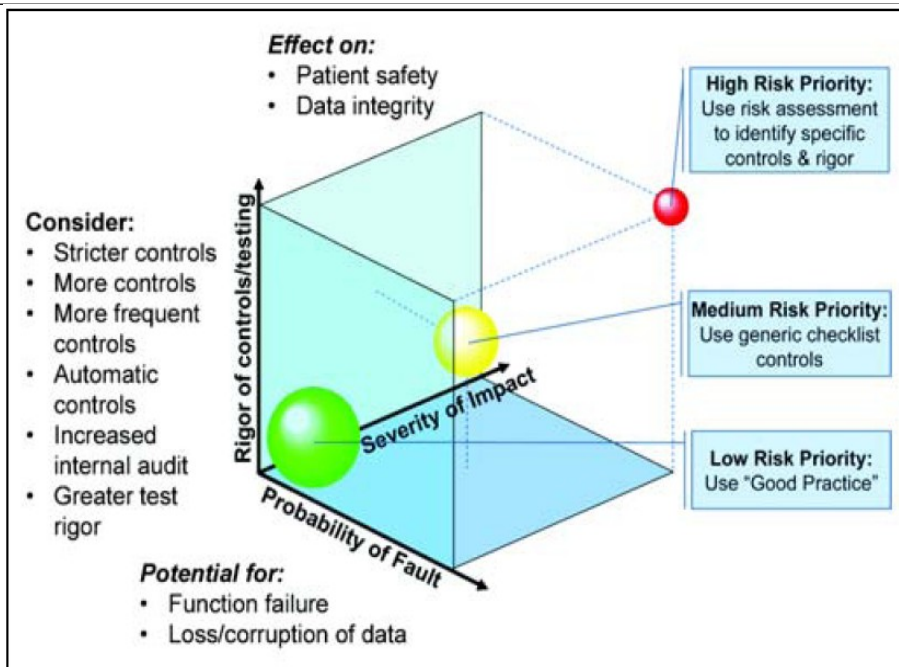 Effect on:
• Patient safety
• Data integrity
High Risk Priority:
Use risk assessment
to identify specific
controls & rigor
Consider:
• Stricter controls
• More controls
• More frequent
controls
• Automatic
controls
• Increased
internal audit
• Greater test
rigor
Rigor of controls/testing
Medium Risk Priority:
Use generic checklist
controls
Severity of Impact
Low Risk Priority:
Use “Good Practice”
Probability of Fault
Potential for:
• Function failure
• Loss/corruption of data